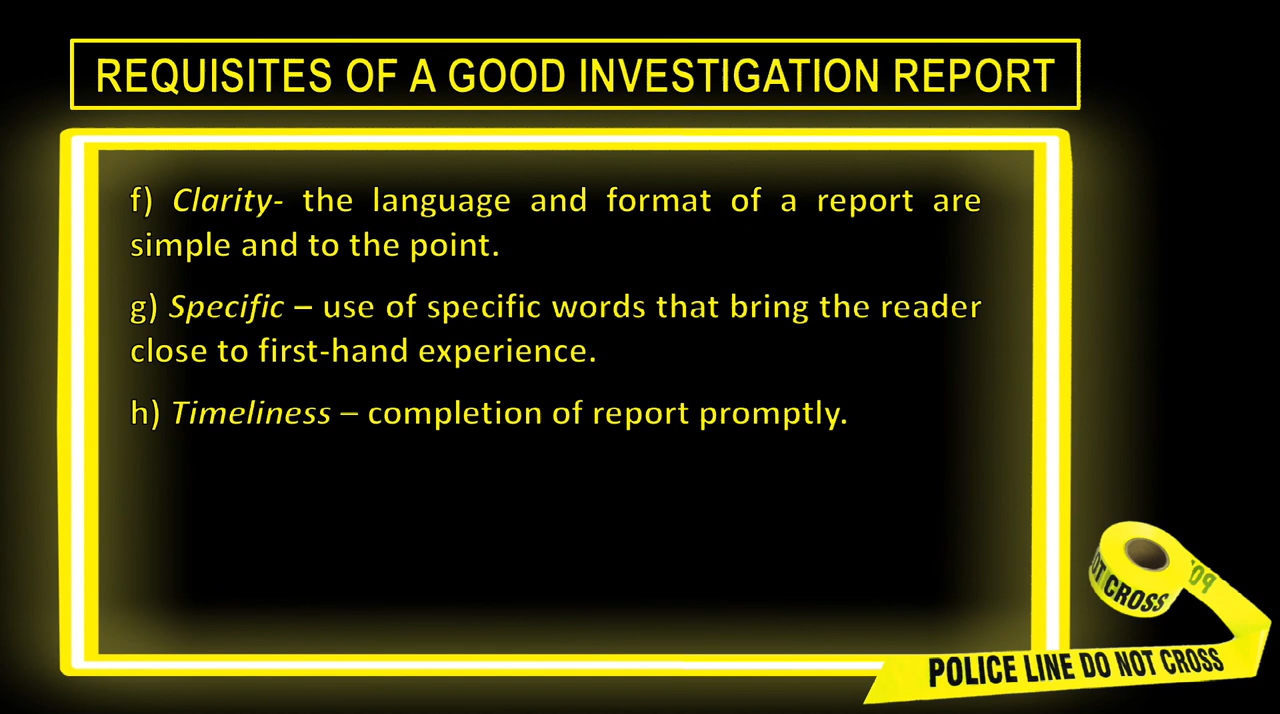 REQUISITES OF A GOOD INVESTIGATION REPORT
f) Clarity- the language and format of a report are
simple and to the point.
g) Specific – use of specific words that bring the reader
close to first-hand experience.
h) Timeliness – completion of report promptly.
OT CROSS
PO
POLICE LINE DO NOT CROSS